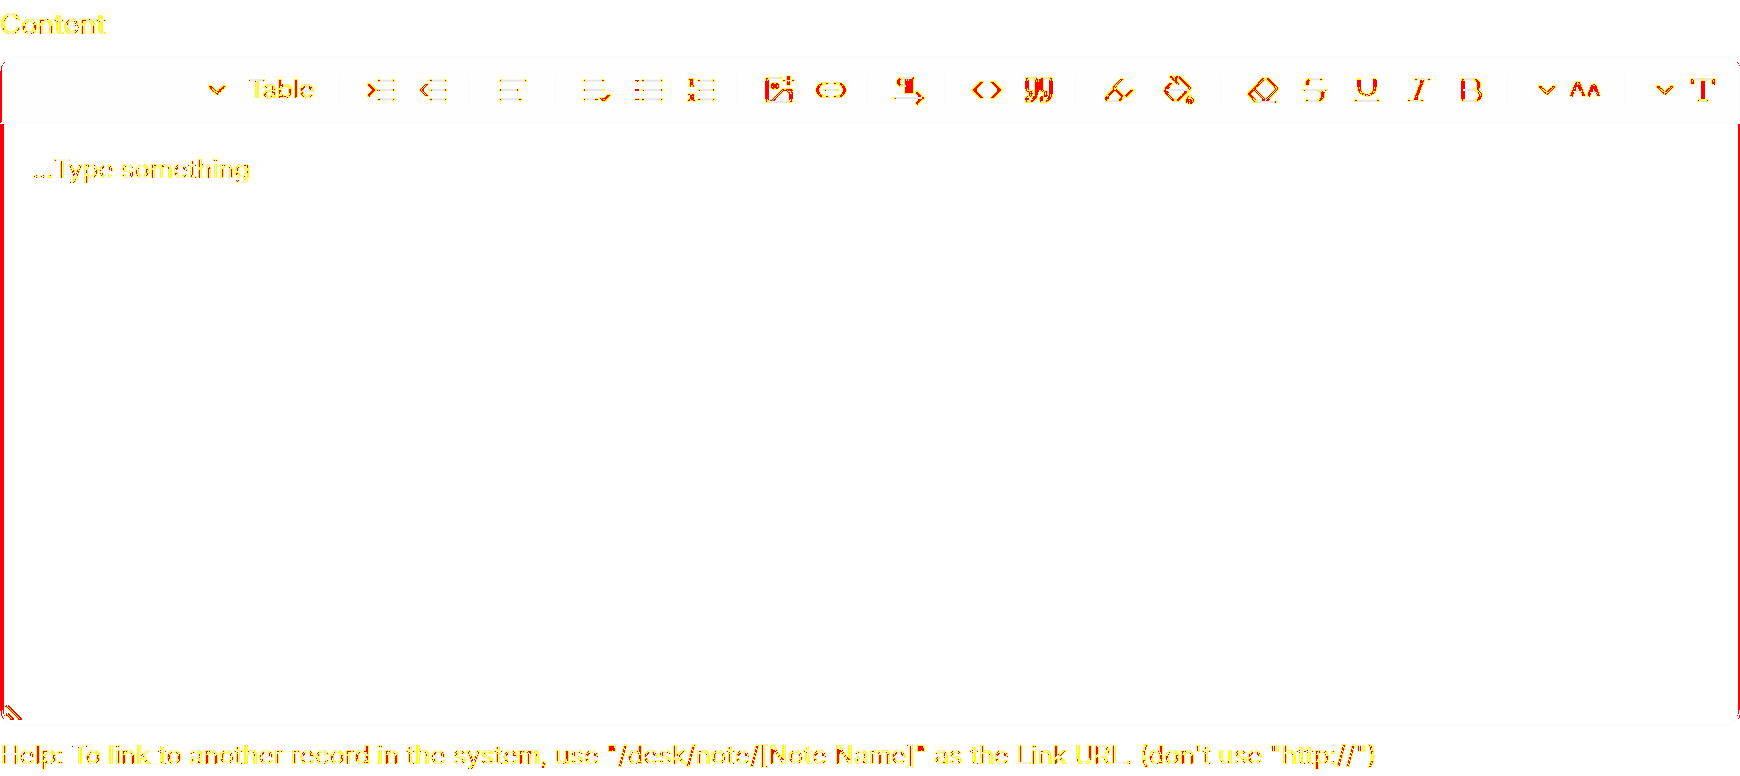 Content
Table
...Type something
Help: To link to another record in the system, use "/desk/note/[Note Name]" as the Link URL. (don't use "http://")